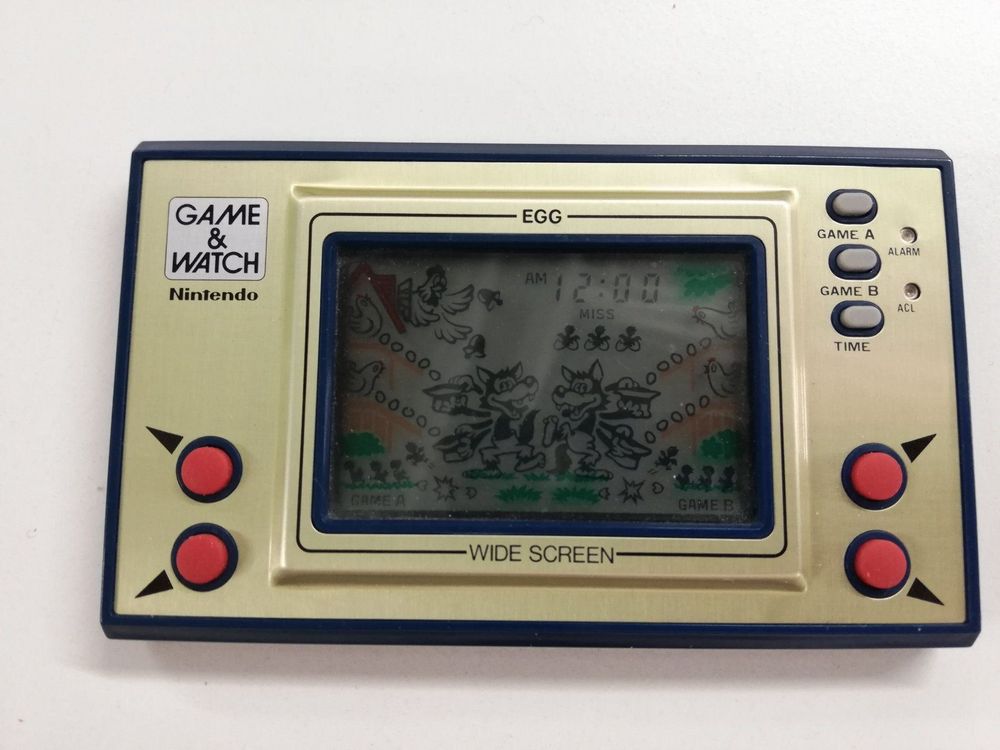 GAME
&
WATCH
Nintendo
EGG
AM 12:00
MISS
GAME A
GAME B
WIDE SCREEN
GAME A
ALARM
GAME B
ACL
TIME